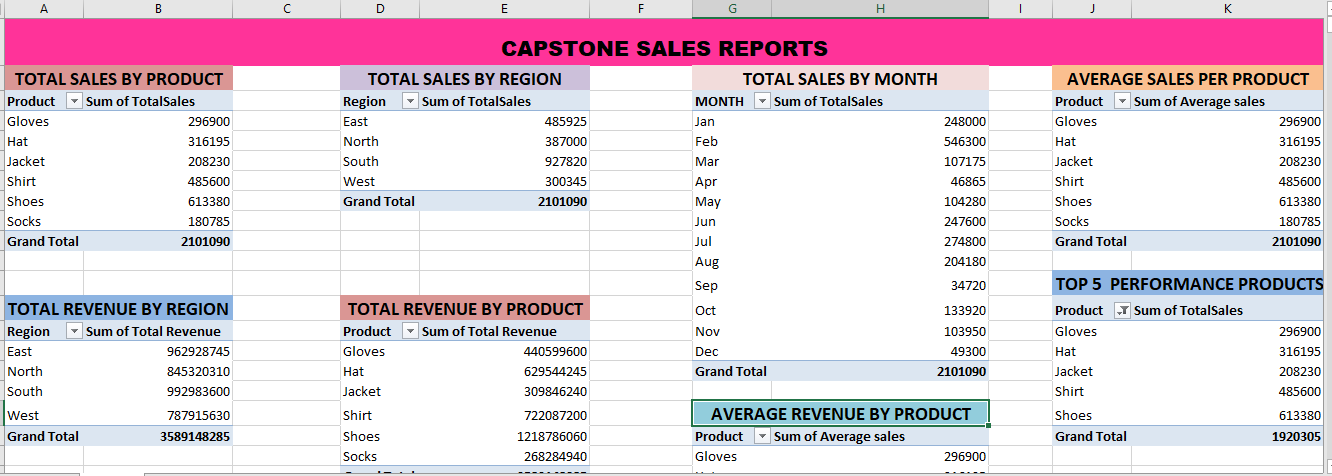 A B C D E F G H I J K
CAPSTONE SALES REPORTS
TOTAL SALES BY PRODUCT
Product Sum of TotalSales
Gloves 296900
Hat 316195
Jacket 208230
Shirt 485600
Shoes 613380
Socks 180785
Grand Total 2101090
TOTAL SALES BY REGION
Region Sum of TotalSales
East 485925
North 387000
South 927820
West 300345
Grand Total 2101090
TOTAL SALES BY MONTH
MONTH Sum of TotalSales
Jan 248000
Feb 546300
Mar 107175
Apr 46865
May 104280
Jun 247600
Jul 274800
Aug 204180
Sep 34720
Oct 133920
Nov 103950
Dec 49300
Grand Total 2101090
AVERAGE SALES PER PRODUCT
Product Sum of Average sales
Gloves 296900
Hat 316195
Jacket 208230
Shirt 485600
Shoes 613380
Socks 180785
Grand Total 2101090
TOTAL REVENUE BY REGION
Region Sum of Total Revenue
East 962928745
North 845320310
South 992983600
West 787915630
Grand Total 3589148285
TOTAL REVENUE BY PRODUCT
Product Sum of Total Revenue
Gloves 440599600
Hat 629544245
Jacket 309846240
Shirt 722087200
Shoes 1218786060
Socks 268284940
AVERAGE REVENUE BY PRODUCT
Product Sum of Average sales
Gloves 296900
TOP 5 PERFORMANCE PRODUCTS
Product Sum of TotalSales
Gloves 296900
Hat 316195
Jacket 208230
Shirt 485600
Shoes 613380
Grand Total 1920305